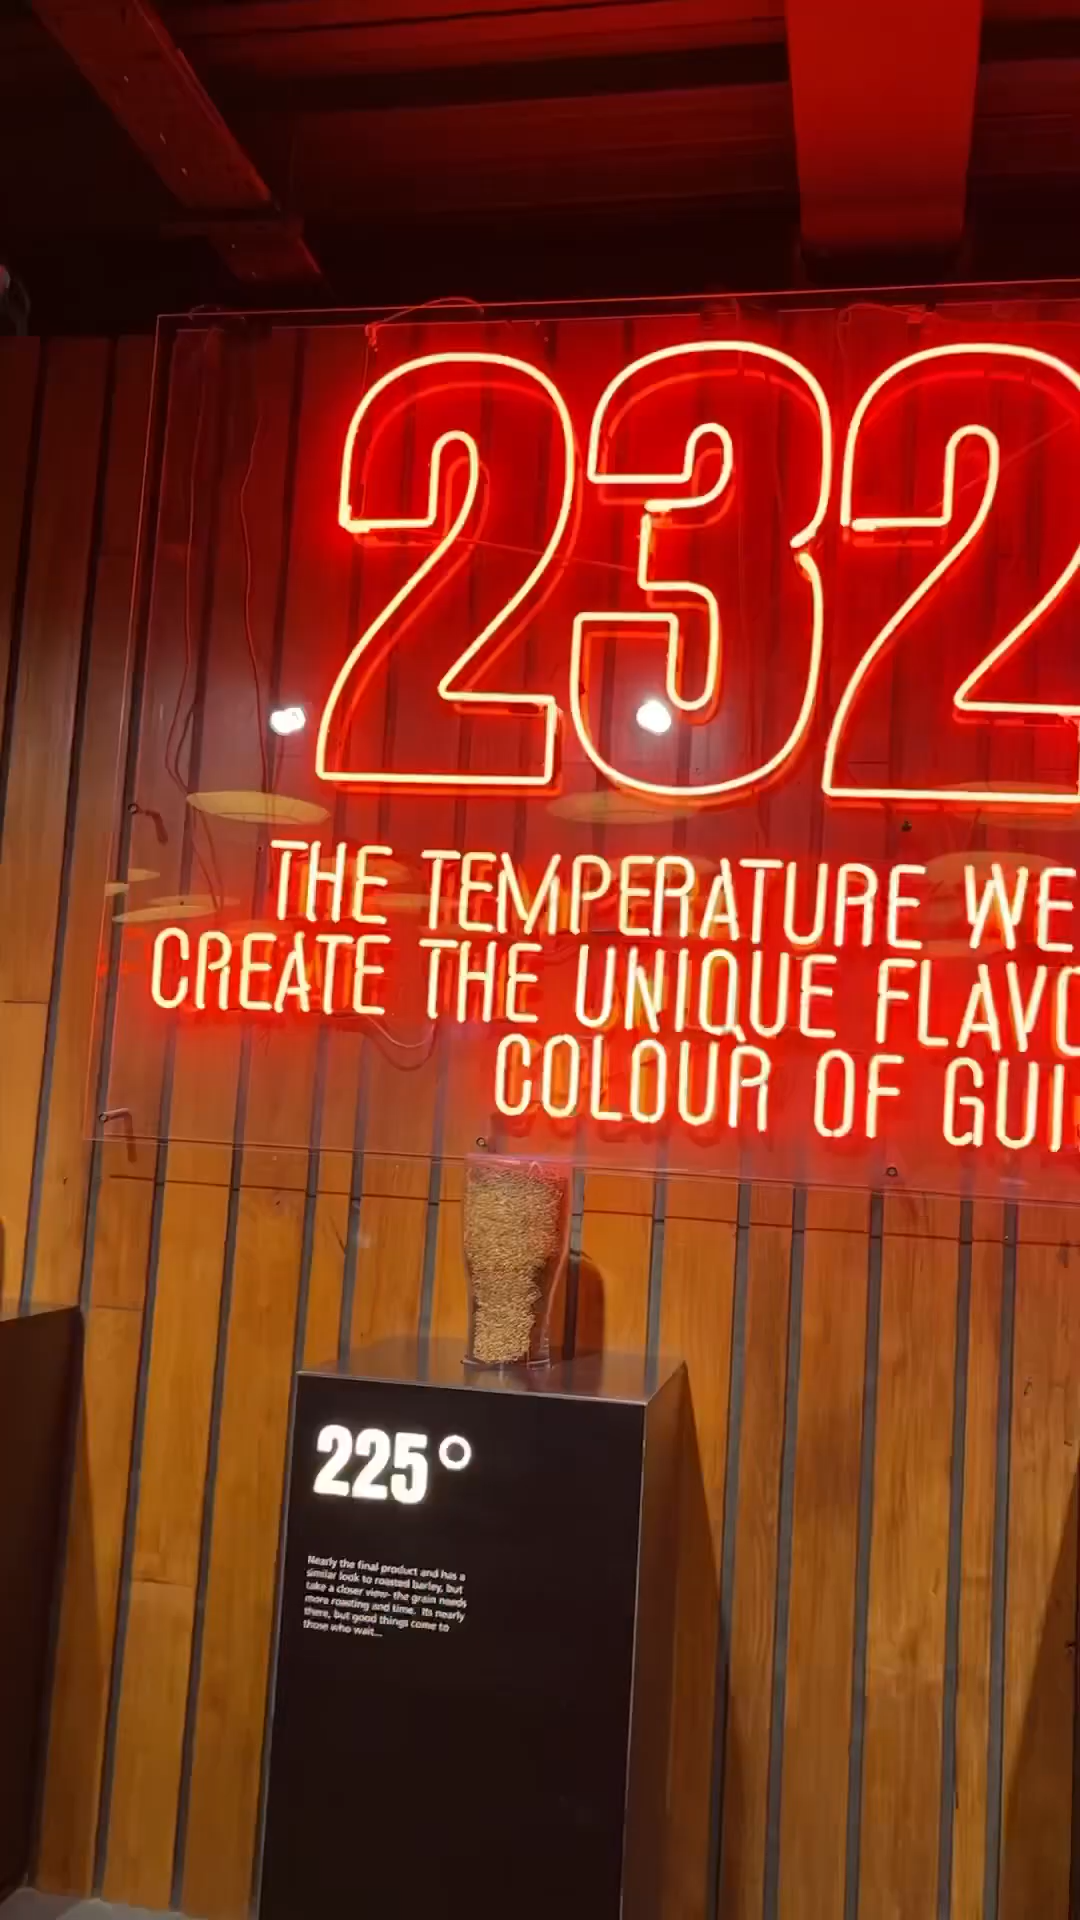 232
THE TEMPERATURE WE
CREATE THE UNIQUE FLAVO
COLOUR OF GUI
225°
Nearly the final product and has a
similar look to roasted barley, but
take a closer view- the grain needs
more roasting and time. Its nearly
there, but good things come to
those who wait...